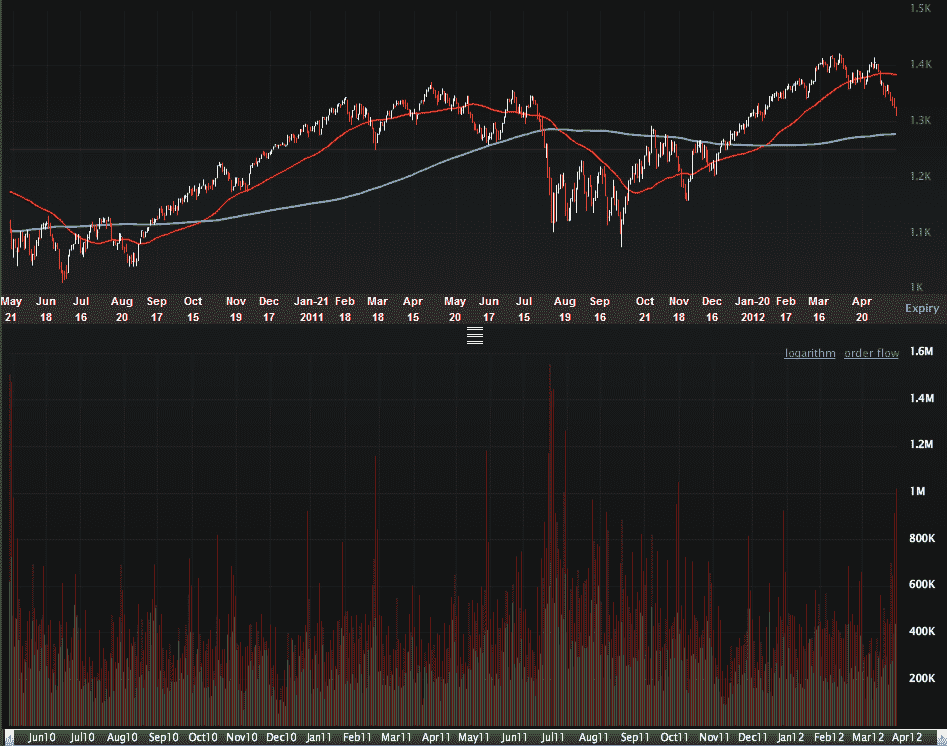 1.5K
1.4K
1.3K
1.2K
1.1K
1K
May Jun Jul Aug Sep Oct Nov Dec Jan-21 Feb Mar Apr May Jun Jul Aug Sep Oct Nov Dec Jan-20 Feb Mar Apr
21 18 16 20 17 15 19 17 2011 18 18 15 20 17 15 19 16 21 18 16 2012 17 16 20
Expiry
logarithm order flow
1.6M
1.4M
1.2M
1M
800K
600K
400K
200K
Jun10 Jul10 Aug10 Sep10 Oct10 Nov10 Dec10 Jan11 Feb11 Mar11 Apr11 May11 Jun11 Jul11 Aug11 Sep11 Oct11 Nov11 Dec11 Jan12 Feb12 Mar12 Apr12